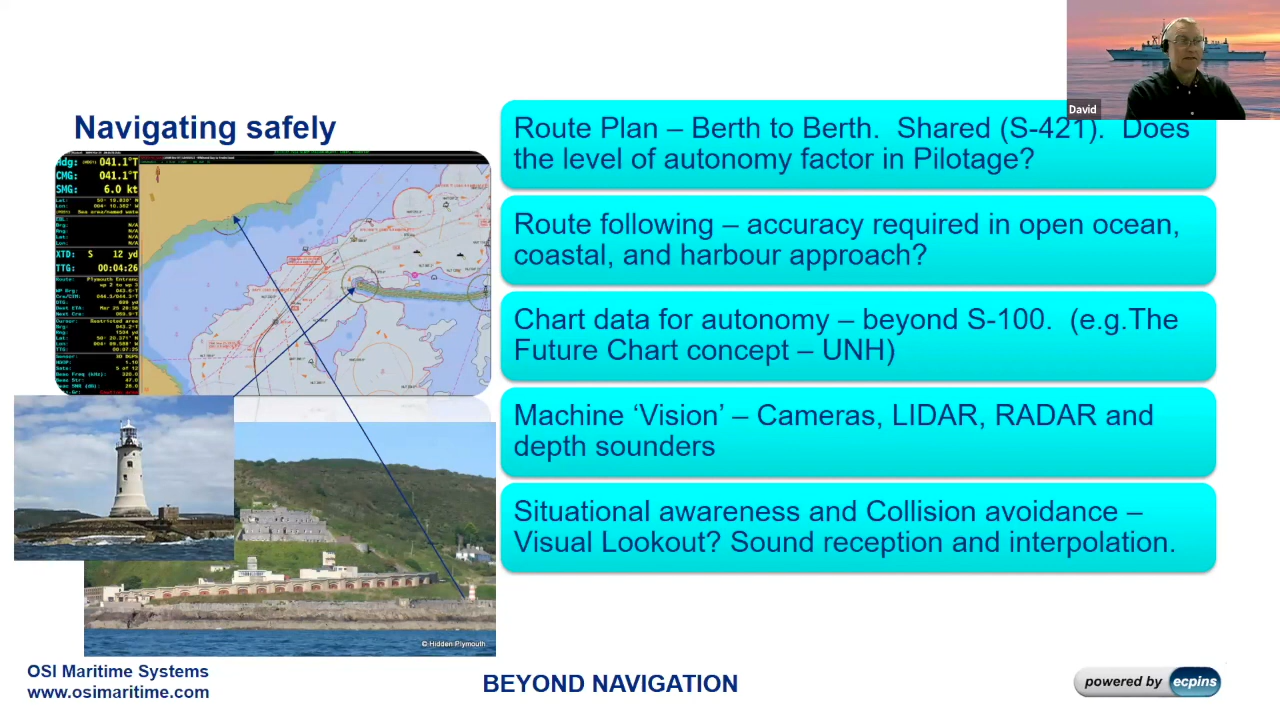 David
Navigating safely
Route Plan – Berth to Berth.  Shared (S-421).  Does
the level of autonomy factor in Pilotage?
Route following – accuracy required in open ocean,
coastal, and harbour approach?
Chart data for autonomy – beyond S-100.  (e.g.The
Future Chart concept – UNH)
Machine ‘Vision’ – Cameras, LIDAR, RADAR and
depth sounders
Situational awareness and Collision avoidance –
Visual Lookout? Sound reception and interpolation.
Hdg: 041.1°T
CMG: 041.1°T
SMG: 6.0 kt
XTD: S 12 yd
TTG: 00:04:26
© Hidden Plymouth
OSI Maritime Systems
www.osimaritime.com
BEYOND NAVIGATION
powered by ecpins